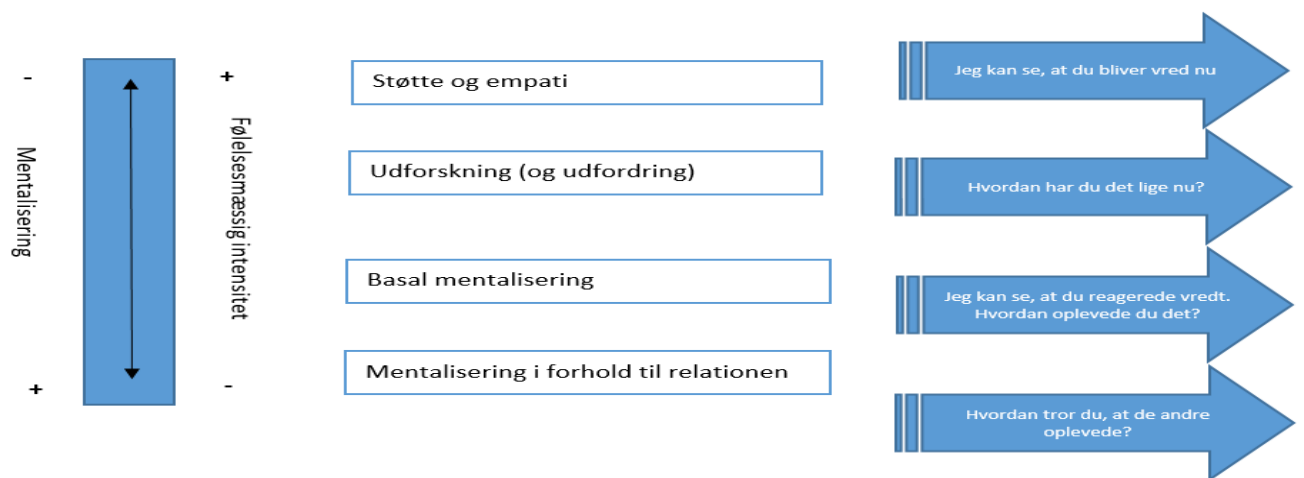 -
+
Mentalisering
Følelsesmæssig intensitet
+
-
Støtte og empati
Udforskning (og udfordring)
Basal mentalisering
Mentalisering i forhold til relationen
Jeg kan se, at du bliver vred nu
Hvordan har du det lige nu?
Jeg kan se, at du reagerede vredt.
Hvordan oplevede du det?
Hvordan tror du, at de andre
oplevede?